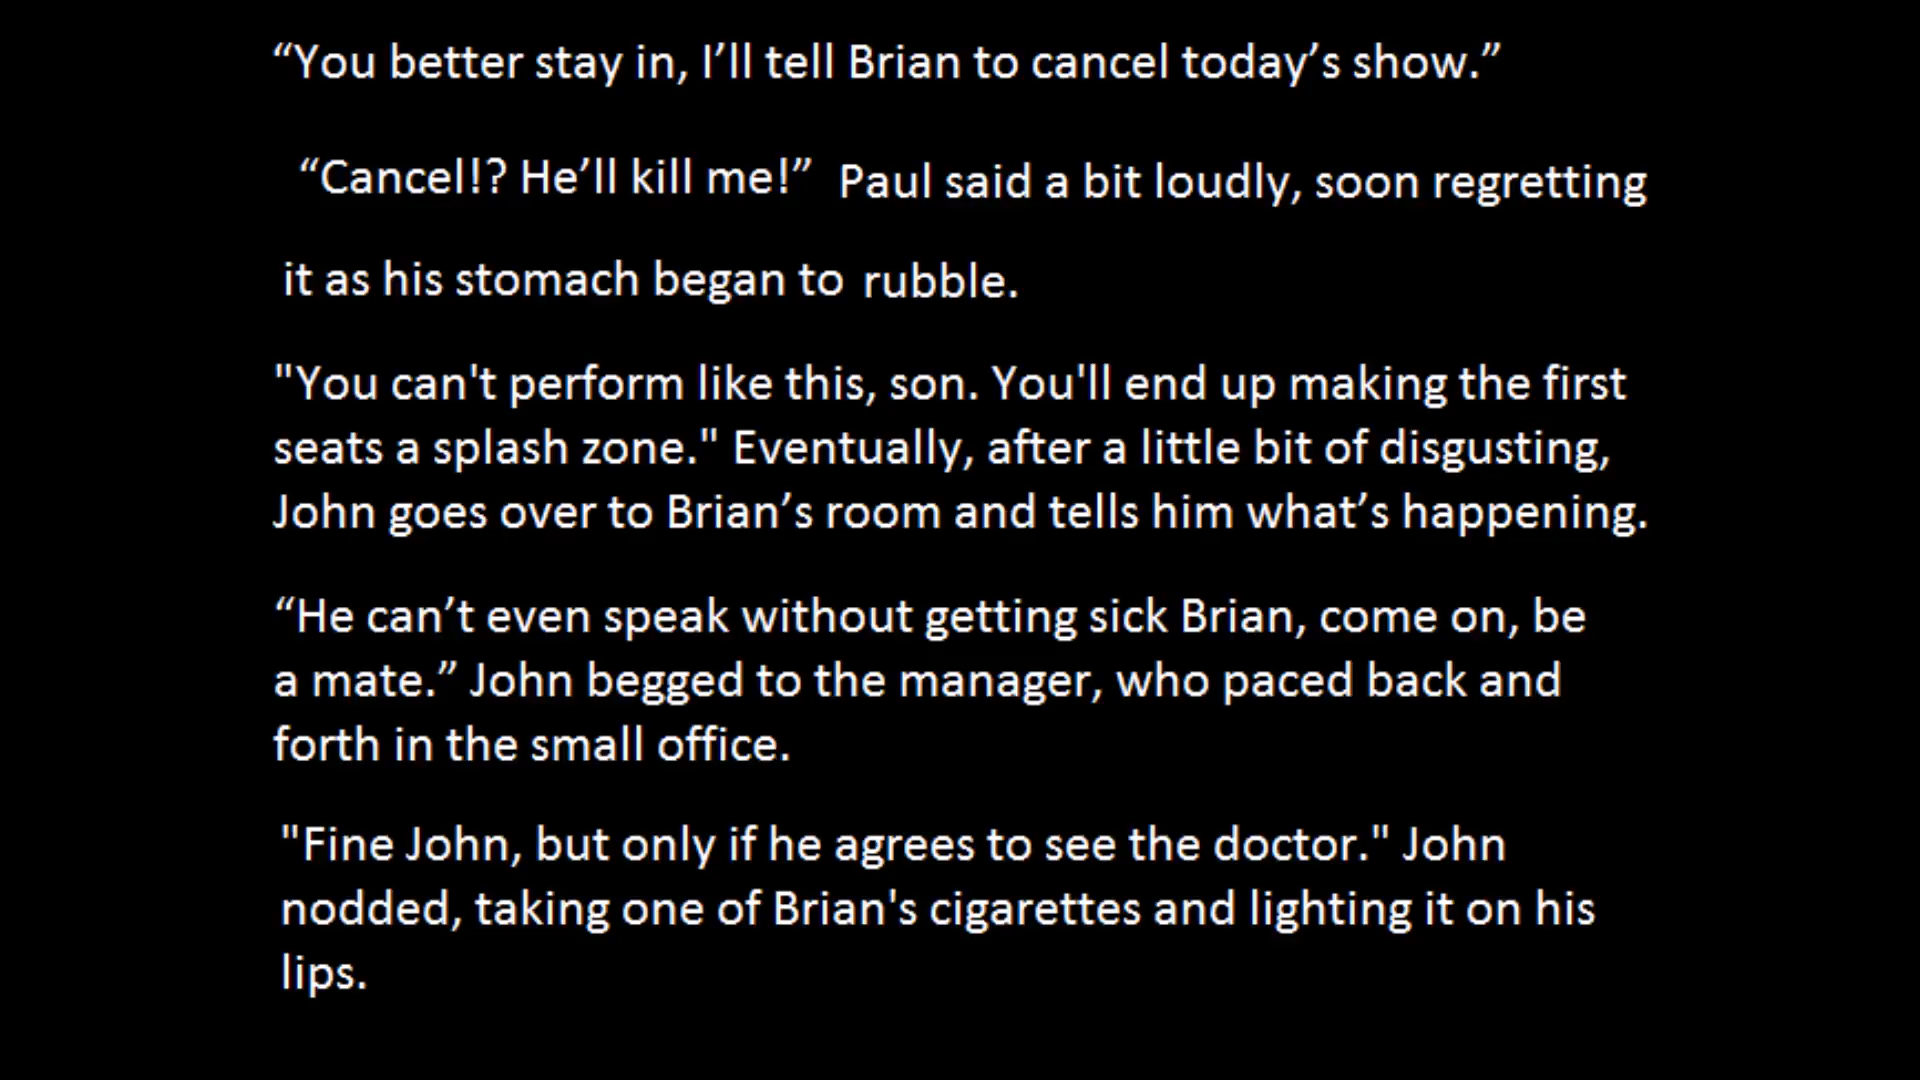 “You better stay in, I’ll tell Brian to cancel today’s show.”
“Cancel!? He’ll kill me!” Paul said a bit loudly, soon regretting
it as his stomach began to rubble.
"You can't perform like this, son. You'll end up making the first
seats a splash zone." Eventually, after a little bit of disgusting,
John goes over to Brian’s room and tells him what’s happening.
“He can’t even speak without getting sick Brian, come on, be
a mate.” John begged to the manager, who paced back and
forth in the small office.
"Fine John, but only if he agrees to see the doctor." John
nodded, taking one of Brian's cigarettes and lighting it on his
lips.